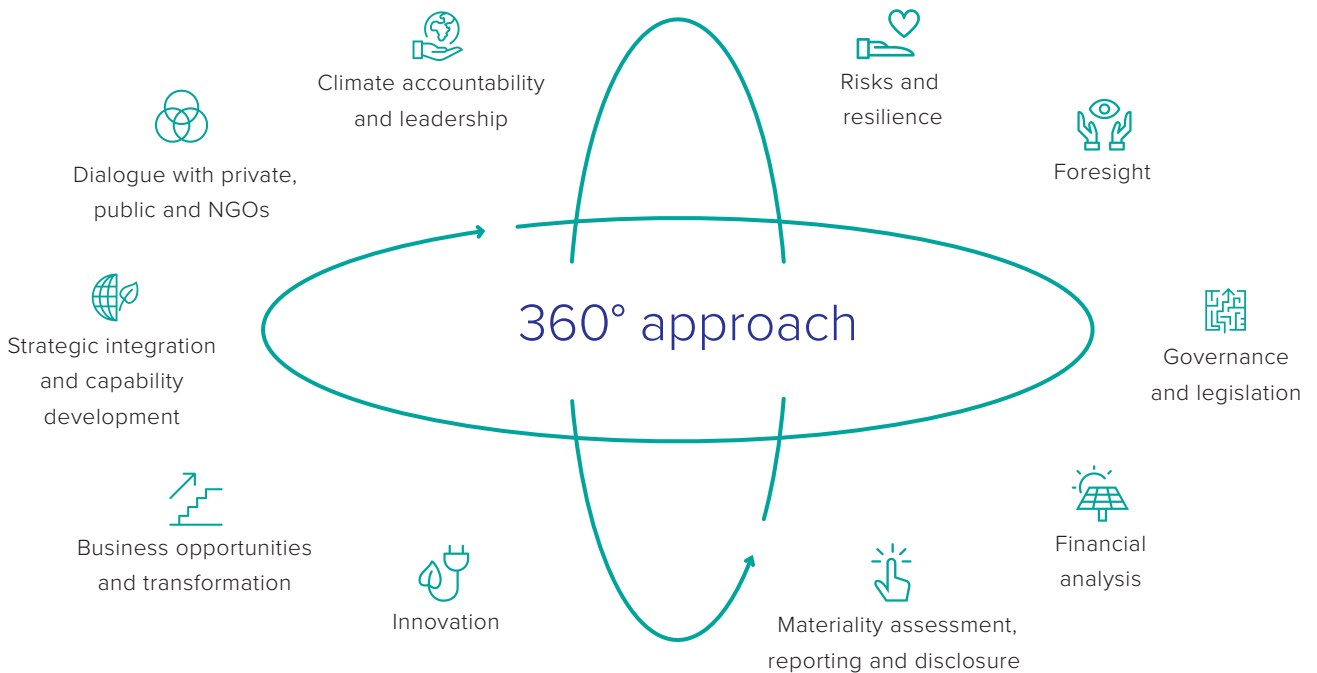 Climate accountability
and leadership
Risks and
resilience
Foresight
Dialogue with private,
public and NGOs
360° approach
Strategic integration
and capability
development
Governance
and legislation
Business opportunities
and transformation
Financial
analysis
Innovation
Materiality assessment,
reporting and disclosure